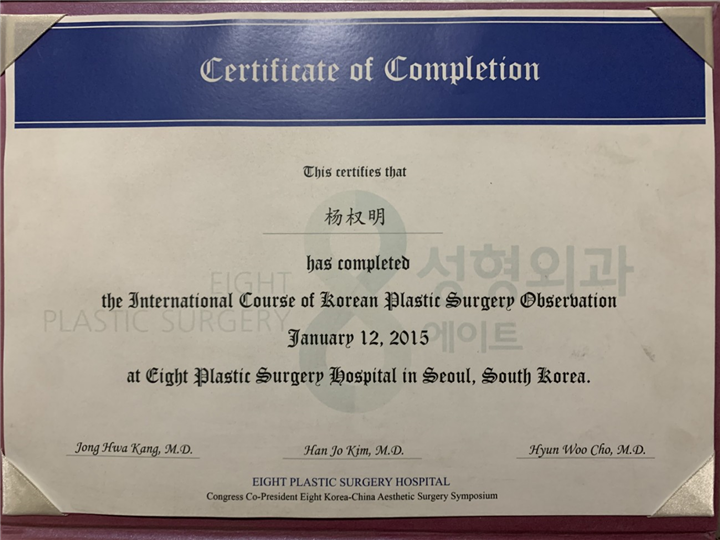 Certificate of Completion
This certifies that
杨权明
has completed
EIGHT 성형외과
the International Course of Korean Plastic Surgery Observation
PLASTIC SURGERY 에이트
January 12, 2015
at Eight Plastic Surgery Hospital in Seoul, South Korea.
Jong Hwa Kang, M.D. Han Jo Kim, M.D. Hyun Woo Cho, M.D.
EIGHT PLASTIC SURGERY HOSPITAL
Congress Co-President Eight Korea-China Aesthetic Surgery Symposium